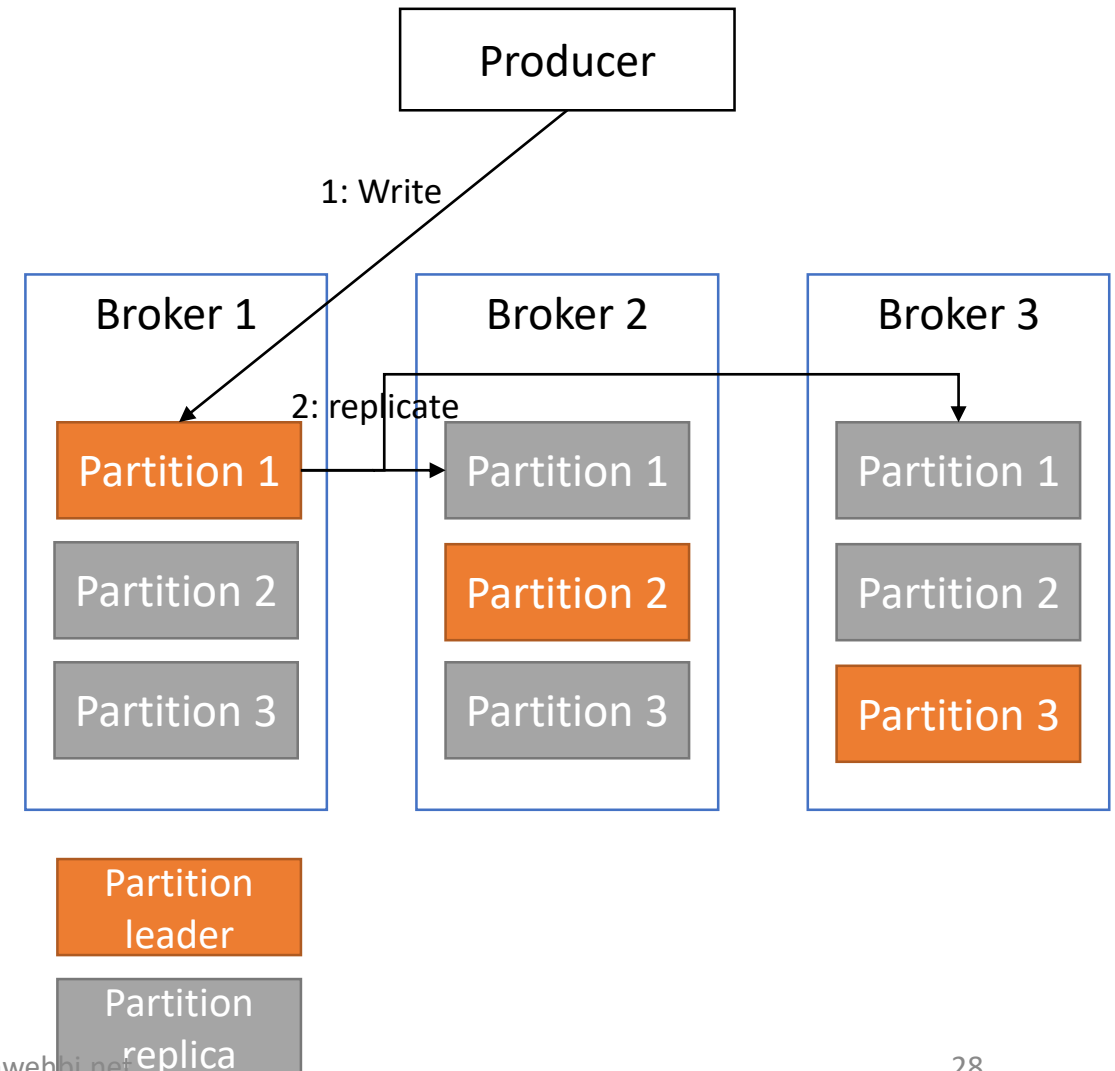 Producer
1: Write
Broker 1
Broker 2
Broker 3
2: replicate
Partition 1
Partition 1
Partition 1
Partition 2
Partition 2
Partition 2
Partition 3
Partition 3
Partition 3
Partition
leader
Partition
replica
28